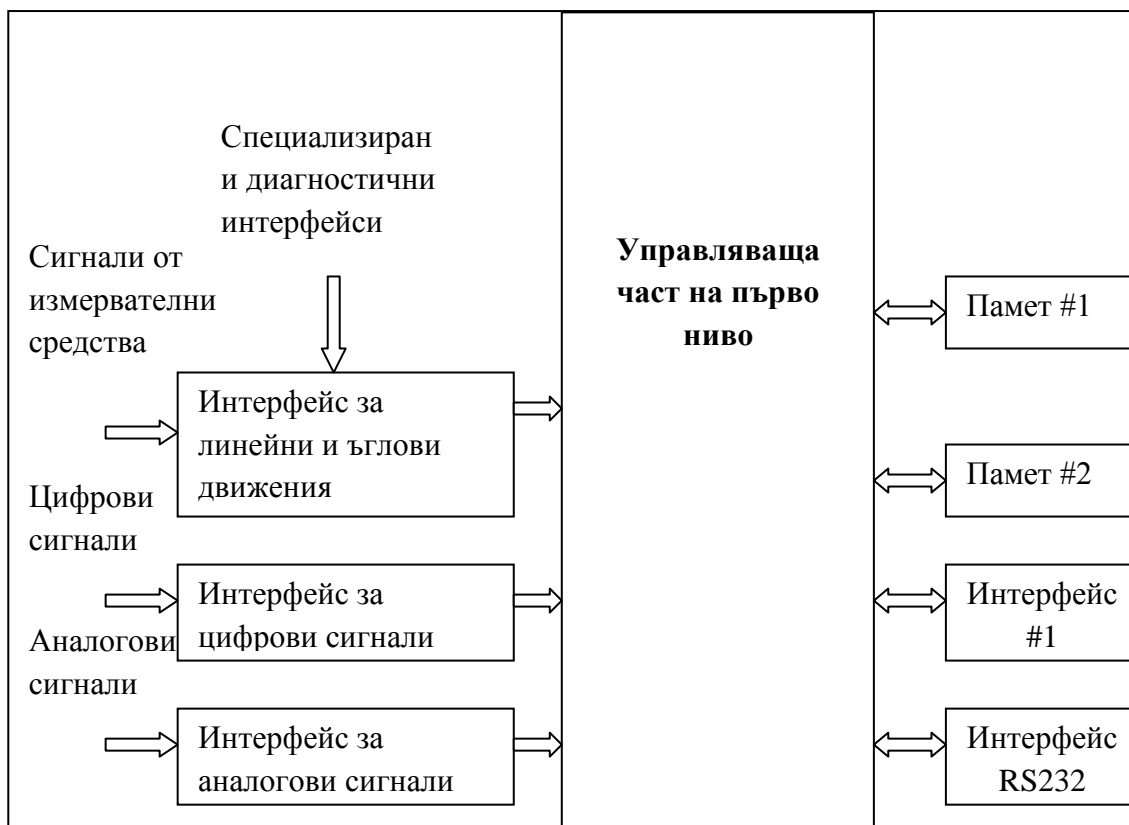 Специализиран
и диагностични
интерфейси
Сигнали от
измервателни
средства
Интерфейс за
линейни и ъглови
движения
Цифрови
сигнали
Интерфейс за
цифрови сигнали
Аналогови
сигнали
Интерфейс за
аналогови сигнали
Управляваща
част на първо
ниво
Памет #1
Памет #2
Интерфейс
#1
Интерфейс
RS232